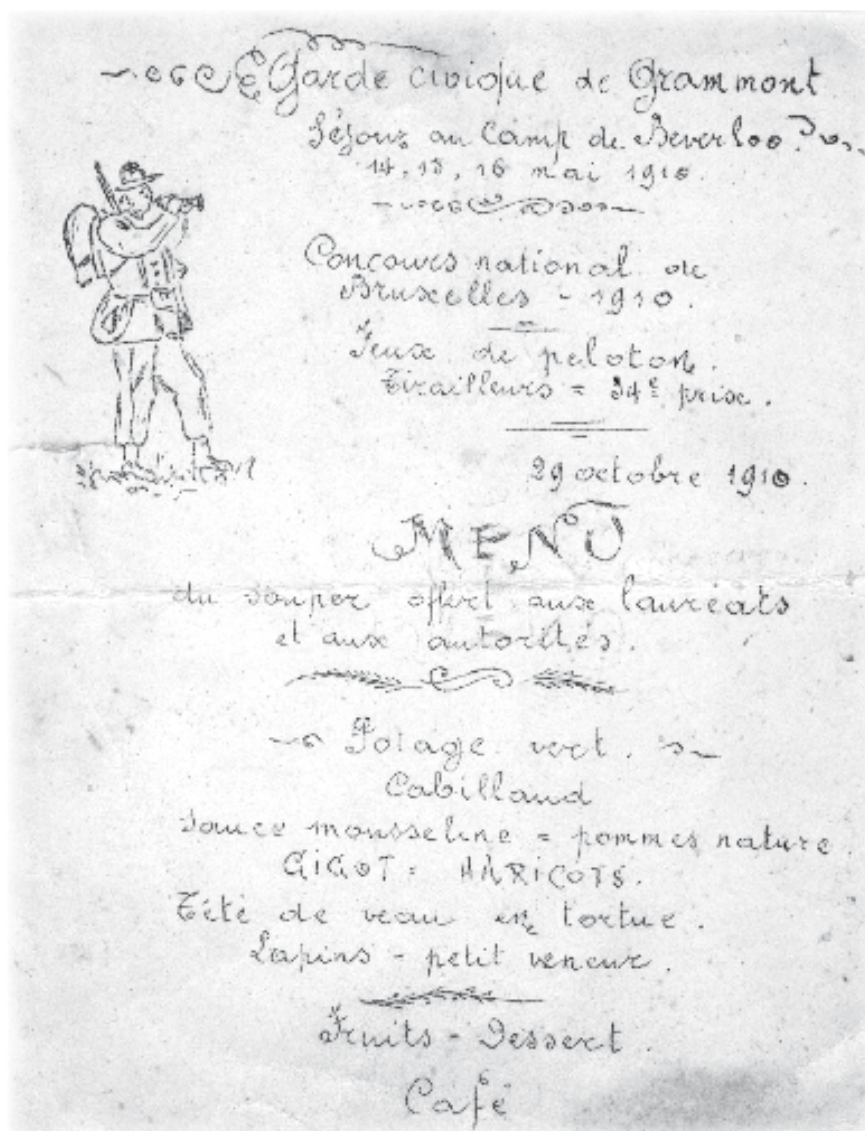 Garde civique de Grammont
Séjour au Camp de Beverloo.
14, 15, 16 mai 1910.
Concours national de
Bruxelles - 1910.
Feux de peloton.
Tirailleurs = 34e prix.
29 octobre 1910.
MENU
du souper offert aux lauréats
et aux autorités.
Potage vert.
Cabillaud
Sauce mousseline = pommes nature
GIGOT = HARICOTS.
Tête de veau en tortue.
Lapins - petit veneur.
Fruits - Dessert
Café